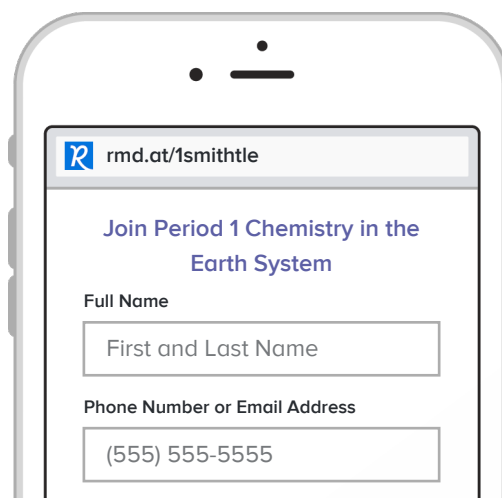 rmd.at/1smithtle
Join Period 1 Chemistry in the
Earth System
Full Name
First and Last Name
Phone Number or Email Address
(555) 555-5555